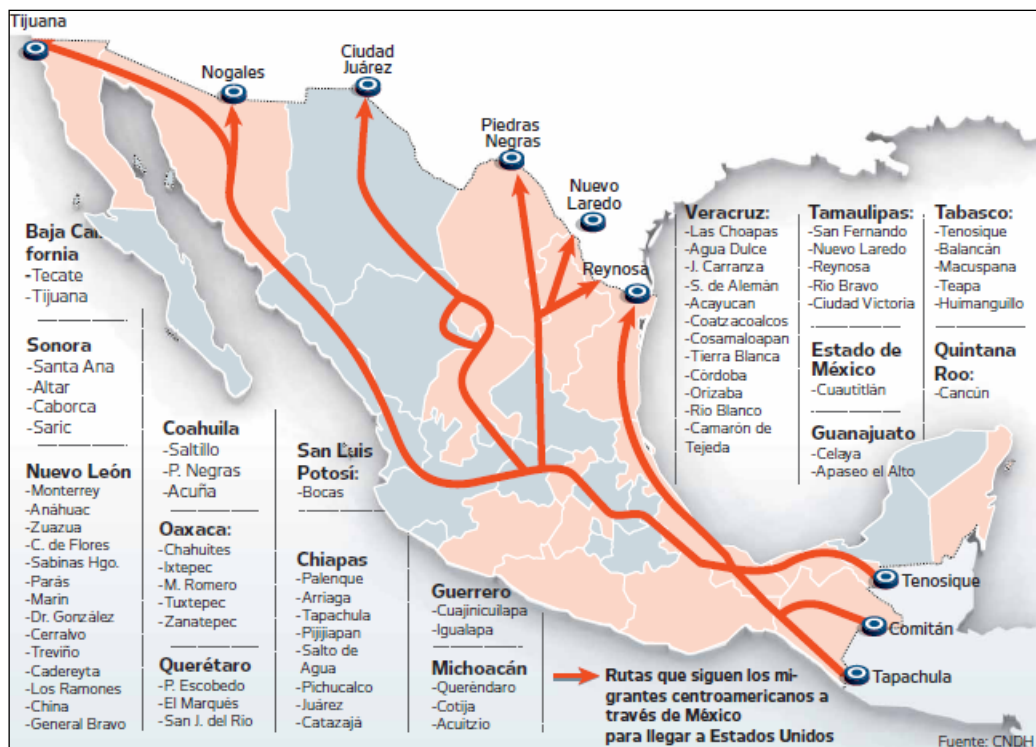 Tijuana
Nogales
Ciudad
Juárez
Piedras
Negras
Nuevo
Laredo
Reynosa
Tenosique
Comitán
Tapachula
Baja Cal
fornia
-Tecate
-Tijuana
Sonora
-Santa Ana
-Altar
-Caborca
-Saric
Nuevo León
-Monterrey
-Anáhuac
-Zuazua
-C. de Flores
-Sabinas Hgo.
-Parás
-Marín
-Dr. González
-Cerralvo
-Treviño
-Cadereyta
-Los Ramones
-China
-General Bravo
Coahuila
-Saltillo
-P. Negras
-Acuña
Oaxaca:
-Chahuites
-Ixtepec
-M. Romero
-Tuxtepec
-Zanatepec
Querétaro
-P. Escobedo
-El Marqués
-San J. del Río
San Luis
Potosí:
-Bocas
Chiapas
-Palenque
-Arriaga
-Tapachula
-Pijijiapan
-Salto de
Agua
-Pichucalco
-Juárez
-Catazajá
Guerrero
-Cuajinicuilapa
-Igualapa
Michoacán
-Queréndaro
-Cotija
-Acuitzio
Veracruz:
-Las Choapas
-Agua Dulce
-J. Carranza
-S. de Alemán
-Acayucan
-Coatzacoalcos
-Cosamaloapan
-Tierra Blanca
-Córdoba
-Orizaba
-Río Blanco
-Camarón de
Tejeda
Tamaulipas:
-San Fernando
-Nuevo Laredo
-Reynosa
-Río Bravo
-Ciudad Victoria
Estado de
México
-Cuautitlán
Guanajuato
-Celaya
-Apaseo el Alto
Tabasco:
-Tenosique
-Balancán
-Macuspana
-Teapa
-Huimanguillo
Quintana
Roo:
-Cancún
Rutas que siguen los mi-
grantes centroamericanos a
través de México
para llegar a Estados Unidos
Fuente: CNDH